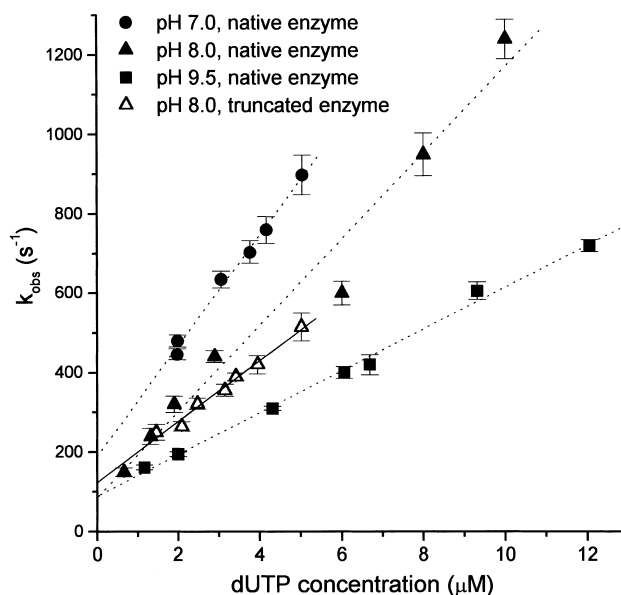 pH 7.0, native enzyme
pH 8.0, native enzyme
pH 9.5, native enzyme
pH 8.0, truncated enzyme
1200
1000
800
600
400
200
0
k_obs (s⁻¹)
0 2 4 6 8 10 12
dUTP concentration (μM)